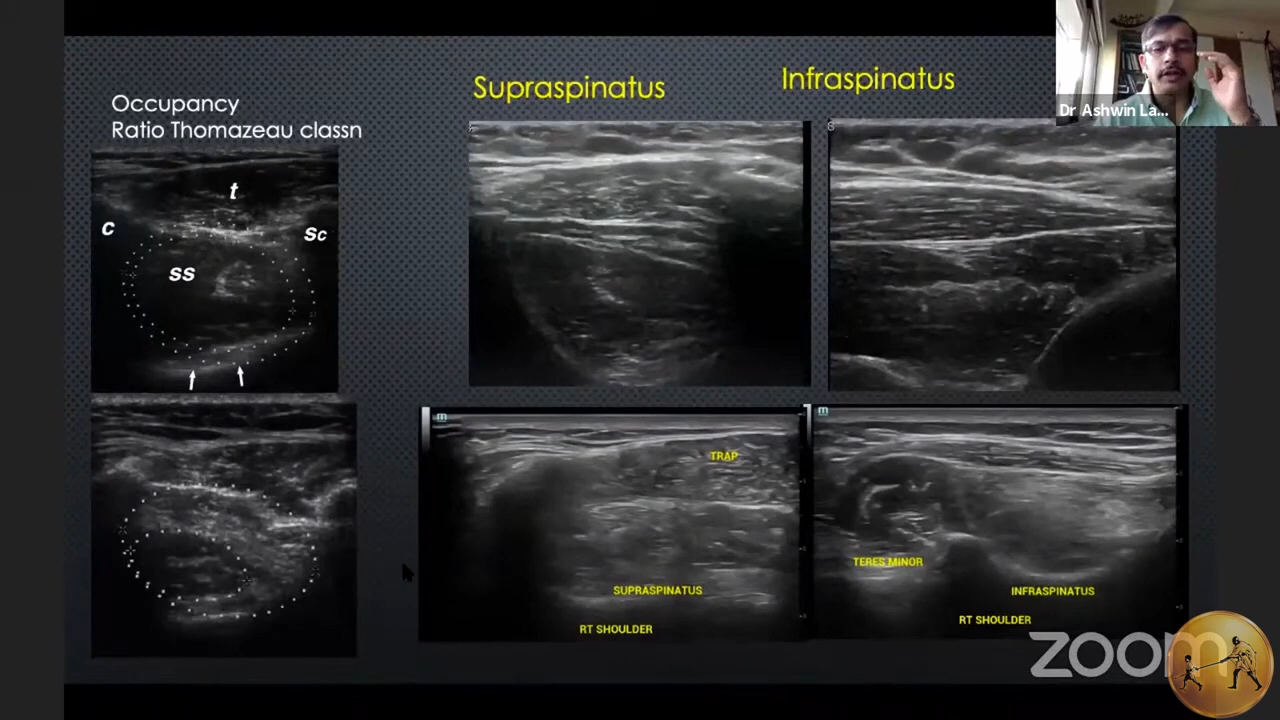 Occupancy
Ratio Thomazeau classn
Supraspinatus
Infraspinatus
Dr Ashwin La...
t
c
sc
ss
TRAP
SUPRASPINATUS
RT SHOULDER
TERES MINOR
INFRASPINATUS
RT SHOULDER
zoom